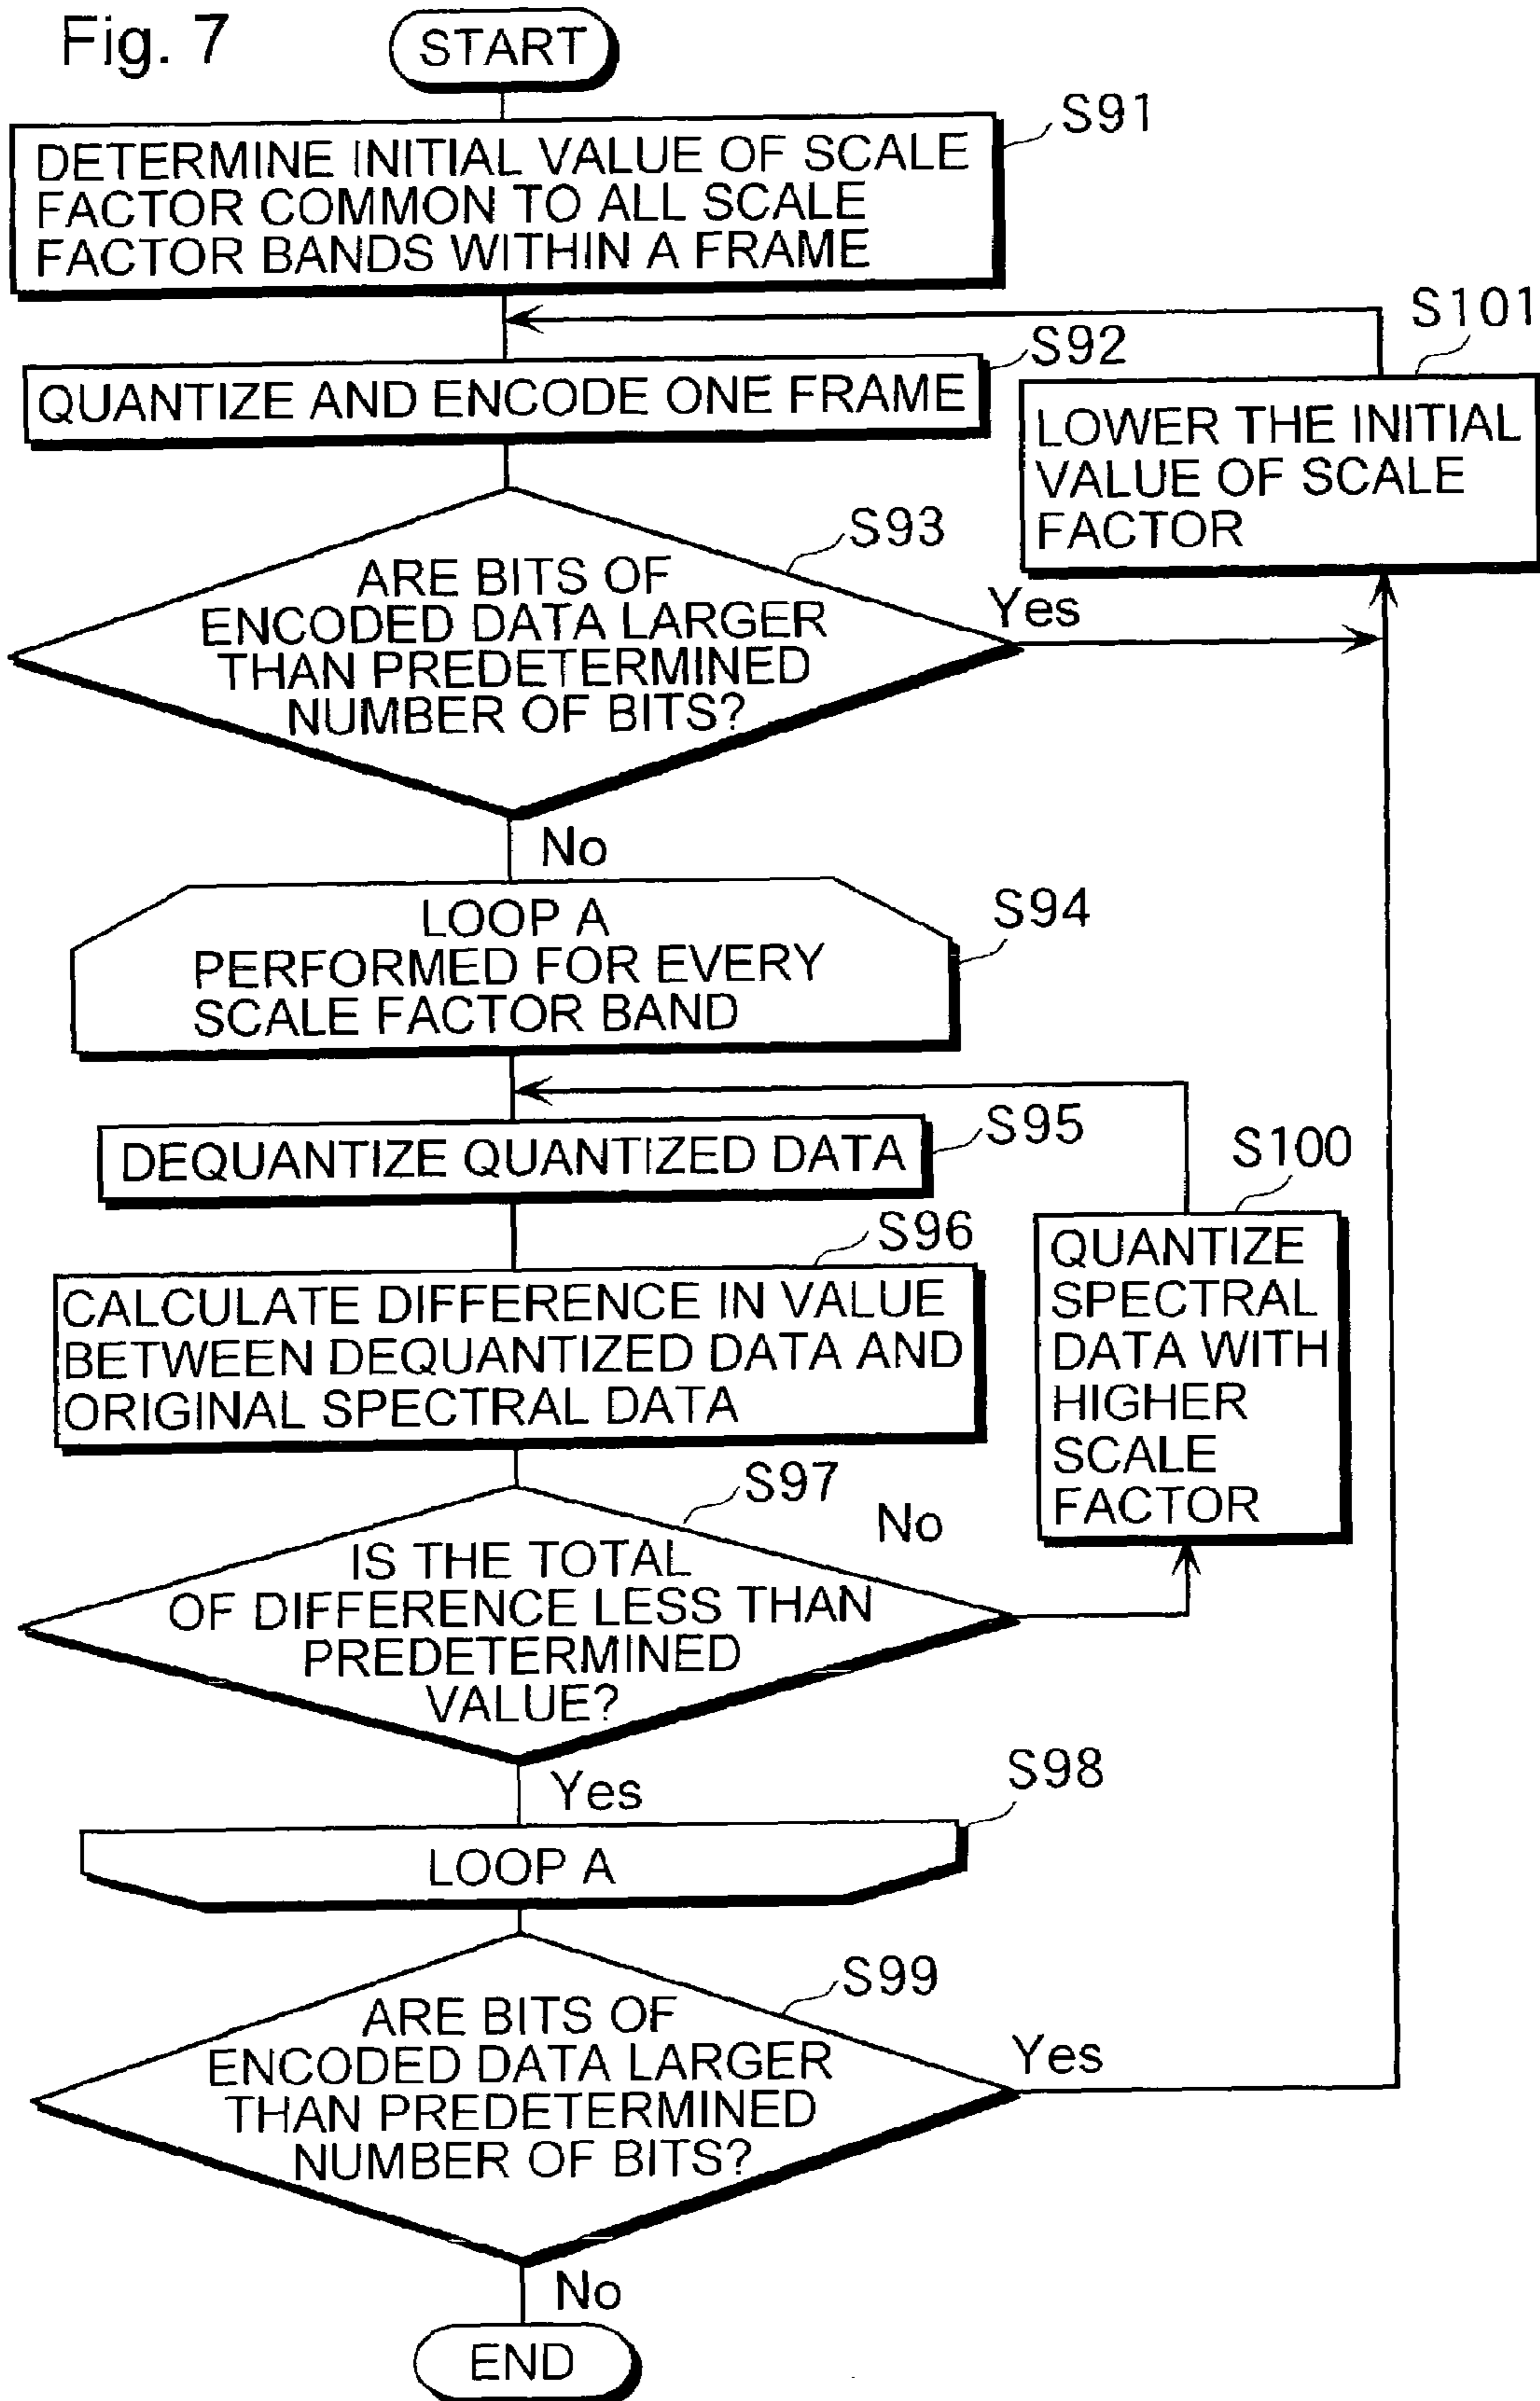 Fig. 7
START
S91
DETERMINE INITIAL VALUE OF SCALE
FACTOR COMMON TO ALL SCALE
FACTOR BANDS WITHIN A FRAME
S101
LOWER THE INITIAL
VALUE OF SCALE
FACTOR
S92
QUANTIZE AND ENCODE ONE FRAME
S93
ARE BITS OF
ENCODED DATA LARGER
THAN PREDETERMINED
NUMBER OF BITS?
Yes
No
S94
LOOP A
PERFORMED FOR EVERY
SCALE FACTOR BAND
S95
DEQUANTIZE QUANTIZED DATA
S100
QUANTIZE
SPECTRAL
DATA WITH
HIGHER
SCALE
FACTOR
S96
CALCULATE DIFFERENCE IN VALUE
BETWEEN DEQUANTIZED DATA AND
ORIGINAL SPECTRAL DATA
S97
No
IS THE TOTAL
OF DIFFERENCE LESS THAN
PREDETERMINED
VALUE?
Yes
S98
LOOP A
S99
ARE BITS OF
ENCODED DATA LARGER
THAN PREDETERMINED
NUMBER OF BITS?
Yes
No
END